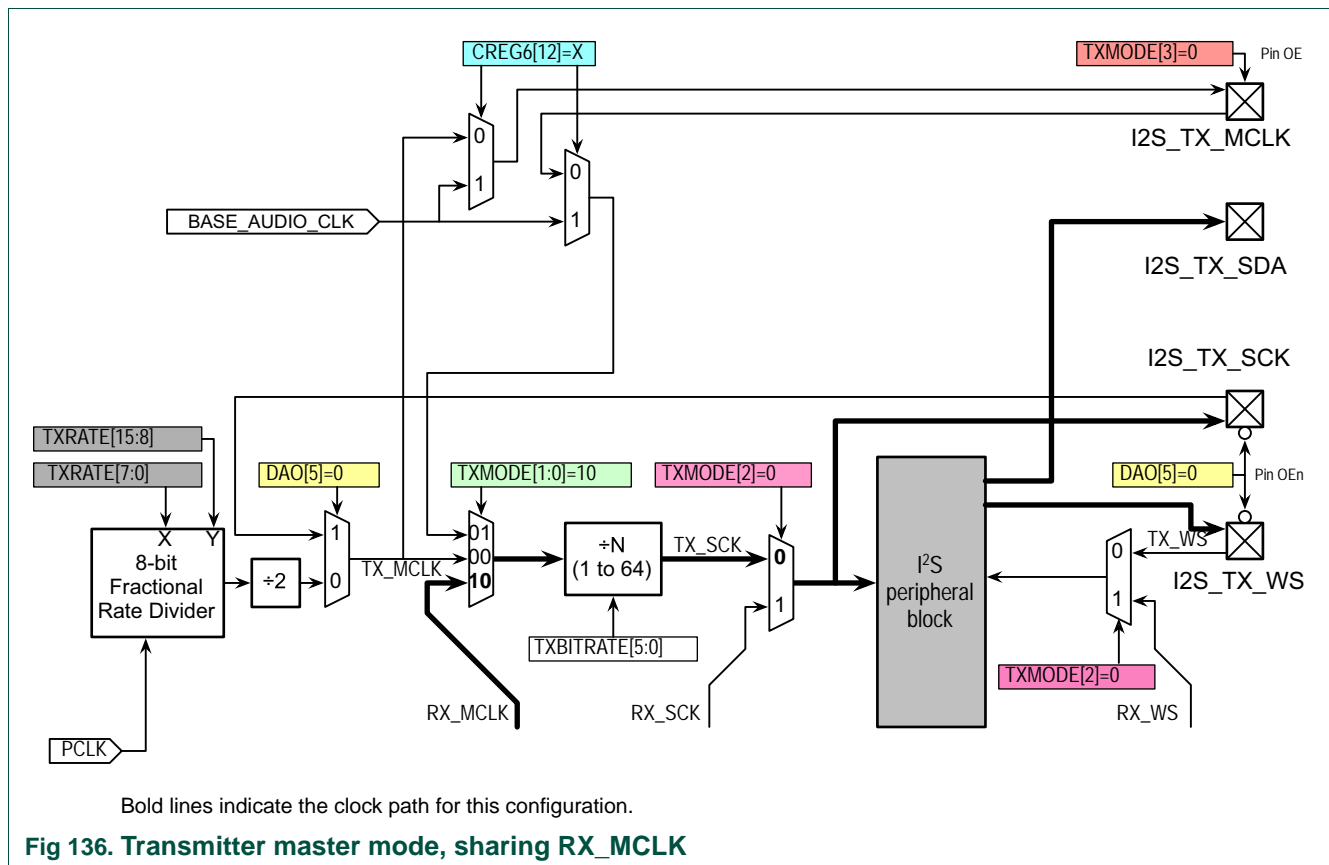 CREG6[12]=X
TXMODE[3]=0
Pin OE
0
1
I2S_TX_MCLK
0
1
BASE_AUDIO_CLK
I2S_TX_SDA
I2S_TX_SCK
TXRATE[15:8]
TXRATE[7:0]
DAO[5]=0
TXMODE[1:0]=10
TXMODE[2]=0
DAO[5]=0
Pin OEn
X Y
8-bit
Fractional
Rate Divider
÷2
1
0
TX_MCLK
01
00
10
÷N
(1 to 64)
TX_SCK
0
1
I²S
peripheral
block
0
1
TX_WS
I2S_TX_WS
TXBITRATE[5:0]
TXMODE[2]=0
RX_MCLK
RX_SCK
RX_WS
PCLK
Bold lines indicate the clock path for this configuration.
Fig 136. Transmitter master mode, sharing RX_MCLK